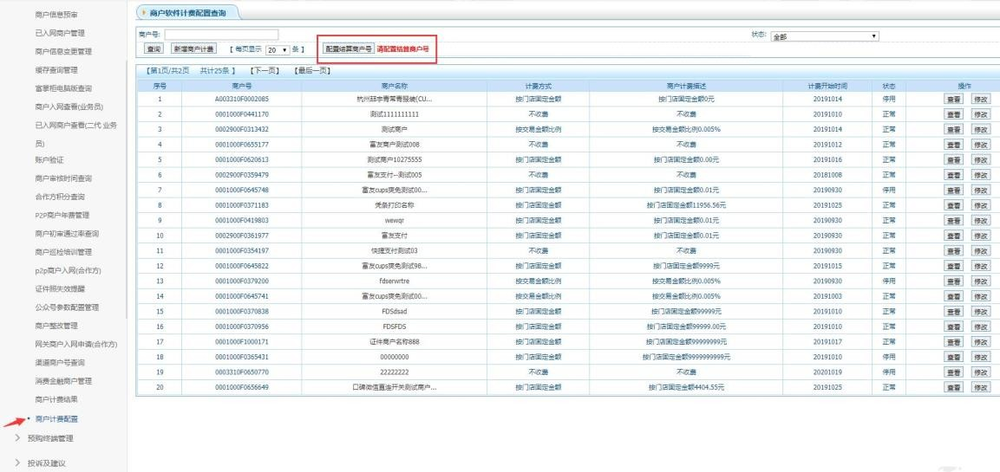 商户信息预审
已入网商户管理
商户信息变更管理
缓存查询管理
富掌柜电脑版查询
商户入网查看(业务员)
已入网商户查看(二代 业务
员)
账户验证
商户审核时间查询
合作方积分查询
P2P商户年费管理
商户初审通过率查询
商户巡检培训管理
p2p商户入网(合作方)
证件照失效提醒
公众号参数配置管理
商户整改管理
网关商户入网申请(合作方)
渠道商户号查询
消费金融商户管理
商户计费结果
商户计费配置
预购终端管理
投诉及建议
商户软件计费配置查询
商户号: 状态: 全部
查询 新增商户计费 【 每页显示 20 条 】 配置结算商户号 请配置结算商户号
【第1页/共2页 共计25条 】 【下一页】 【最后一页】
序号 商户号 商户名称 计费方式 商户计费描述 计费开始时间 状态 操作
1 A003310F0002085 按门店固定金额 按门店固定金额0元 20191014 停用 查看 修改
2 0001000F0441170 测试1111111111 不收费 不收费 20191010 正常 查看 修改
3 0002900F0313432 测试商户 按交易金额比例 按交易金额比例0.005% 20191014 正常 查看 修改
4 0001000F0655177 富友商户测试008 不收费 不收费 20191012 正常 查看 修改
5 0001000F0620613 测试商户10275555 按门店固定金额 按门店固定金额0.00元 20191016 正常 查看 修改
6 0002900F0359479 富友支付--测试005 不收费 不收费 20181008 正常 查看 修改
7 0001000F0645748 富友cups爽免测试00... 按门店固定金额 按门店固定金额0.01元 20190930 停用 查看 修改
8 0001000F0371183 凭条打印名称 按门店固定金额 按门店固定金额11956.56元 20191025 正常 查看 修改
9 0001000F0419803 wewqr 按门店固定金额 按门店固定金额0.01元 20190930 正常 查看 修改
10 0002900F0361977 富友支付 按门店固定金额 按门店固定金额0.01元 20190930 正常 查看 修改
11 0001000F0354197 快捷支付测试03 不收费 不收费 20190930 正常 查看 修改
12 0001000F0645822 富友cups爽免测试98... 按门店固定金额 按门店固定金额9999元 20191015 正常 查看 修改
13 0001000F0379200 fdserwrtre 按交易金额比例 按交易金额比例0.005% 20190930 停用 查看 修改
14 0001000F0645741 富友cups爽免测试00... 按交易金额比例 按交易金额比例0.005% 20191003 正常 查看 修改
15 0001000F0370838 FDSdsad 按门店固定金额 按门店固定金额99999元 20191010 正常 查看 修改
16 0001000F0370956 FDSFDS 按门店固定金额 按门店固定金额99999.00元 20191010 正常 查看 修改
17 0001000F1000171 证件商户名称888 按门店固定金额 按门店固定金额99999999元 20191017 正常 查看 修改
18 0001000F0365431 00000000 按门店固定金额 按门店固定金额9999999999元 20191010 停用 查看 修改
19 0003310F0650770 22222222 不收费 不收费 20201019 停用 查看 修改
20 0001000F0656649 口碑微信直连开关测试商户... 按门店固定金额 按门店固定金额4404.55元 20191025 正常 查看 修改